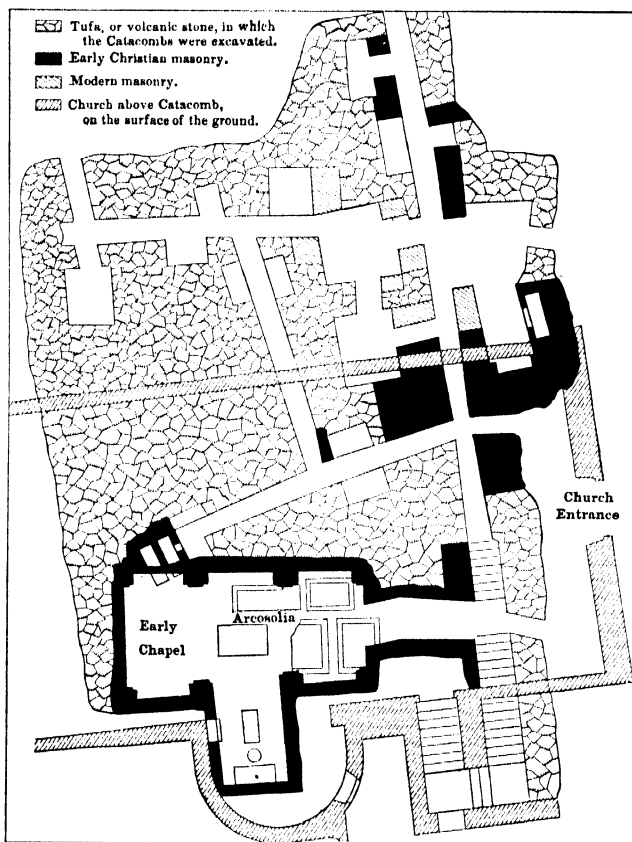 Tufa, or volcanic stone, in which
the Catacombs were excavated.
Early Christian masonry.
Modern masonry.
Church above Catacomb,
on the surface of the ground.
Church
Entrance
Arcosolia
Early
Chapel